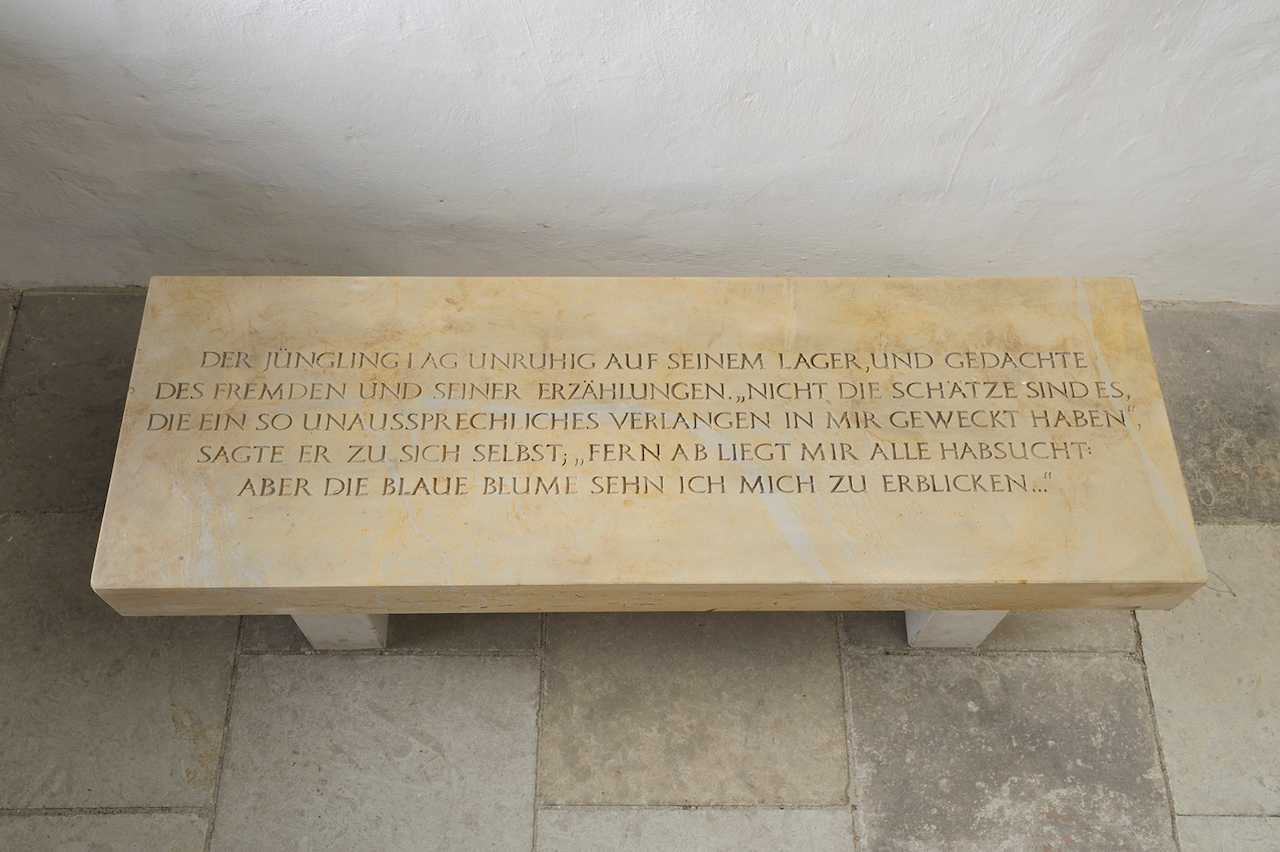 DER JÜNGLING LAG UNRUHIG AUF SEINEM LAGER, UND GEDACHTE
DES FREMDEN UND SEINER ERZÄHLUNGEN. „NICHT DIE SCHÄTZE SIND ES,
DIE EIN SO UNAUSSPRECHLICHES VERLANGEN IN MIR GEWECKT HABEN“,
SAGTE ER ZU SICH SELBST; „FERN AB LIEGT MIR ALLE HABSUCHT:
ABER DIE BLAUE BLUME SEHN ICH MICH ZU ERBLICKEN...“